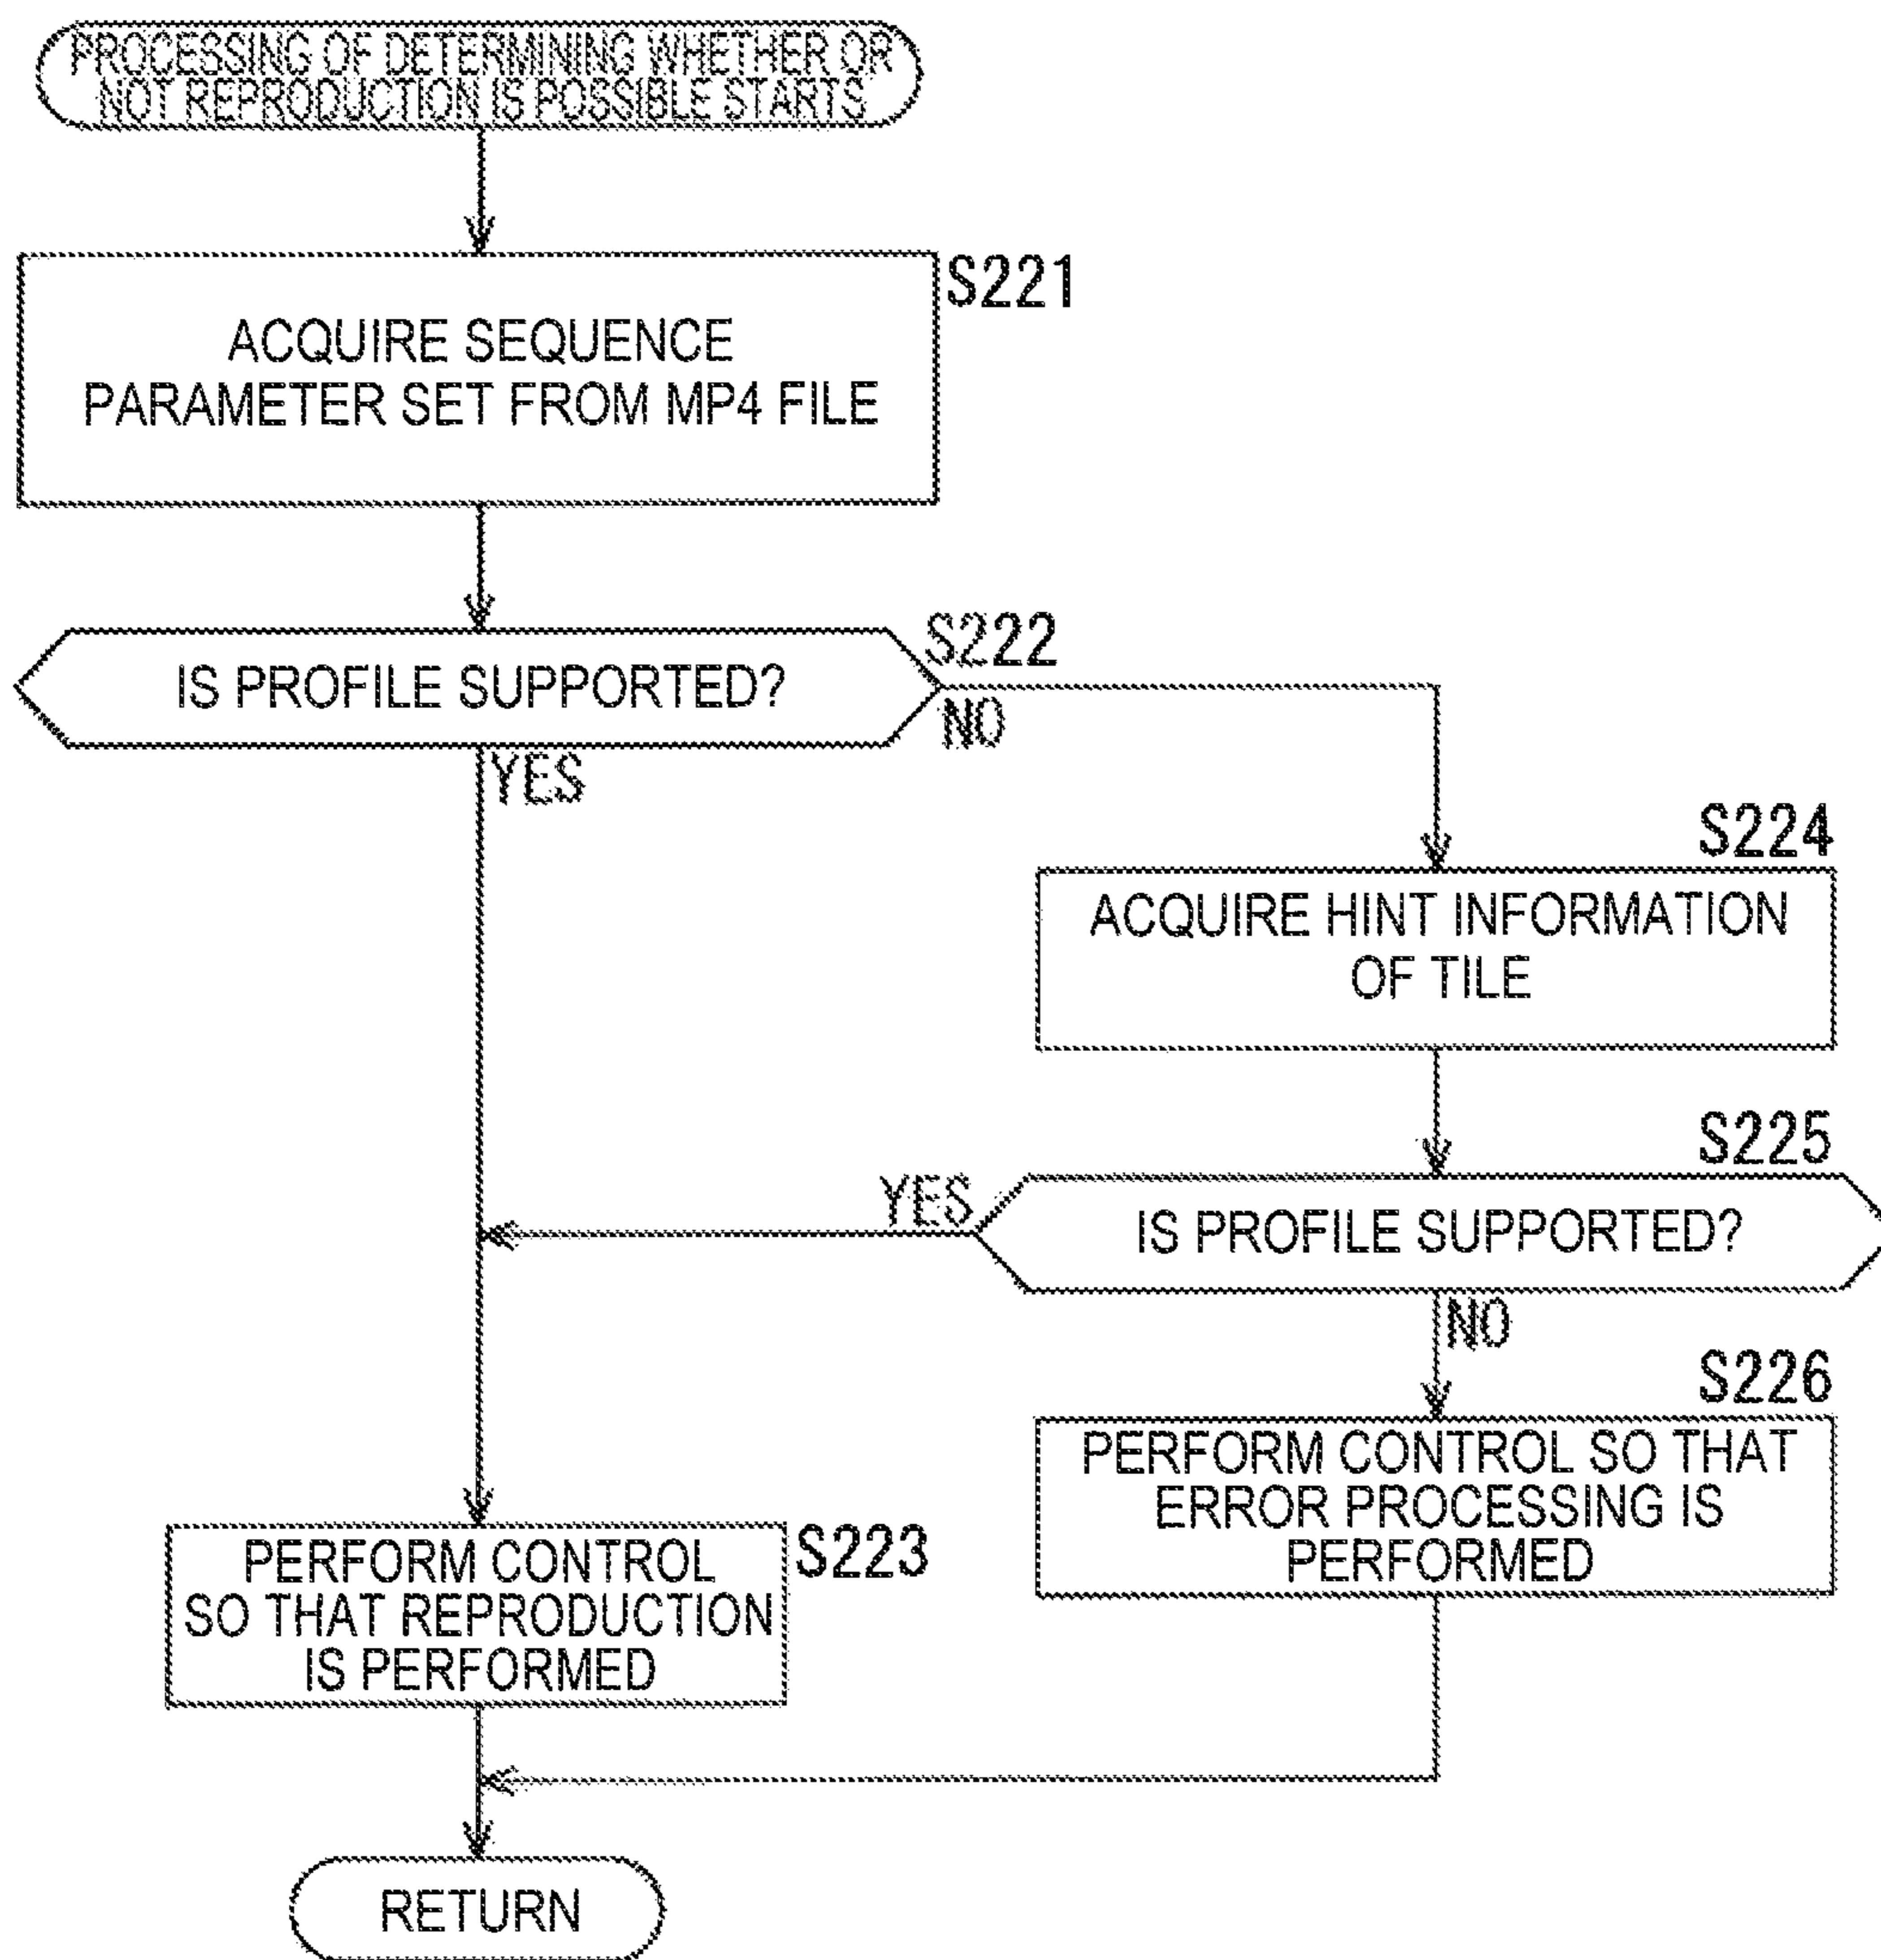 PROCESSING OF DETERMINING WHETHER OR
NOT REPRODUCTION IS POSSIBLE STARTS
S221
ACQUIRE SEQUENCE
PARAMETER SET FROM MP4 FILE
S222
IS PROFILE SUPPORTED?
NO
YES
S224
ACQUIRE HINT INFORMATION
OF TILE
S225
YES
IS PROFILE SUPPORTED?
NO
S226
PERFORM CONTROL SO THAT
ERROR PROCESSING IS
PERFORMED
S223
PERFORM CONTROL
SO THAT REPRODUCTION
IS PERFORMED
RETURN